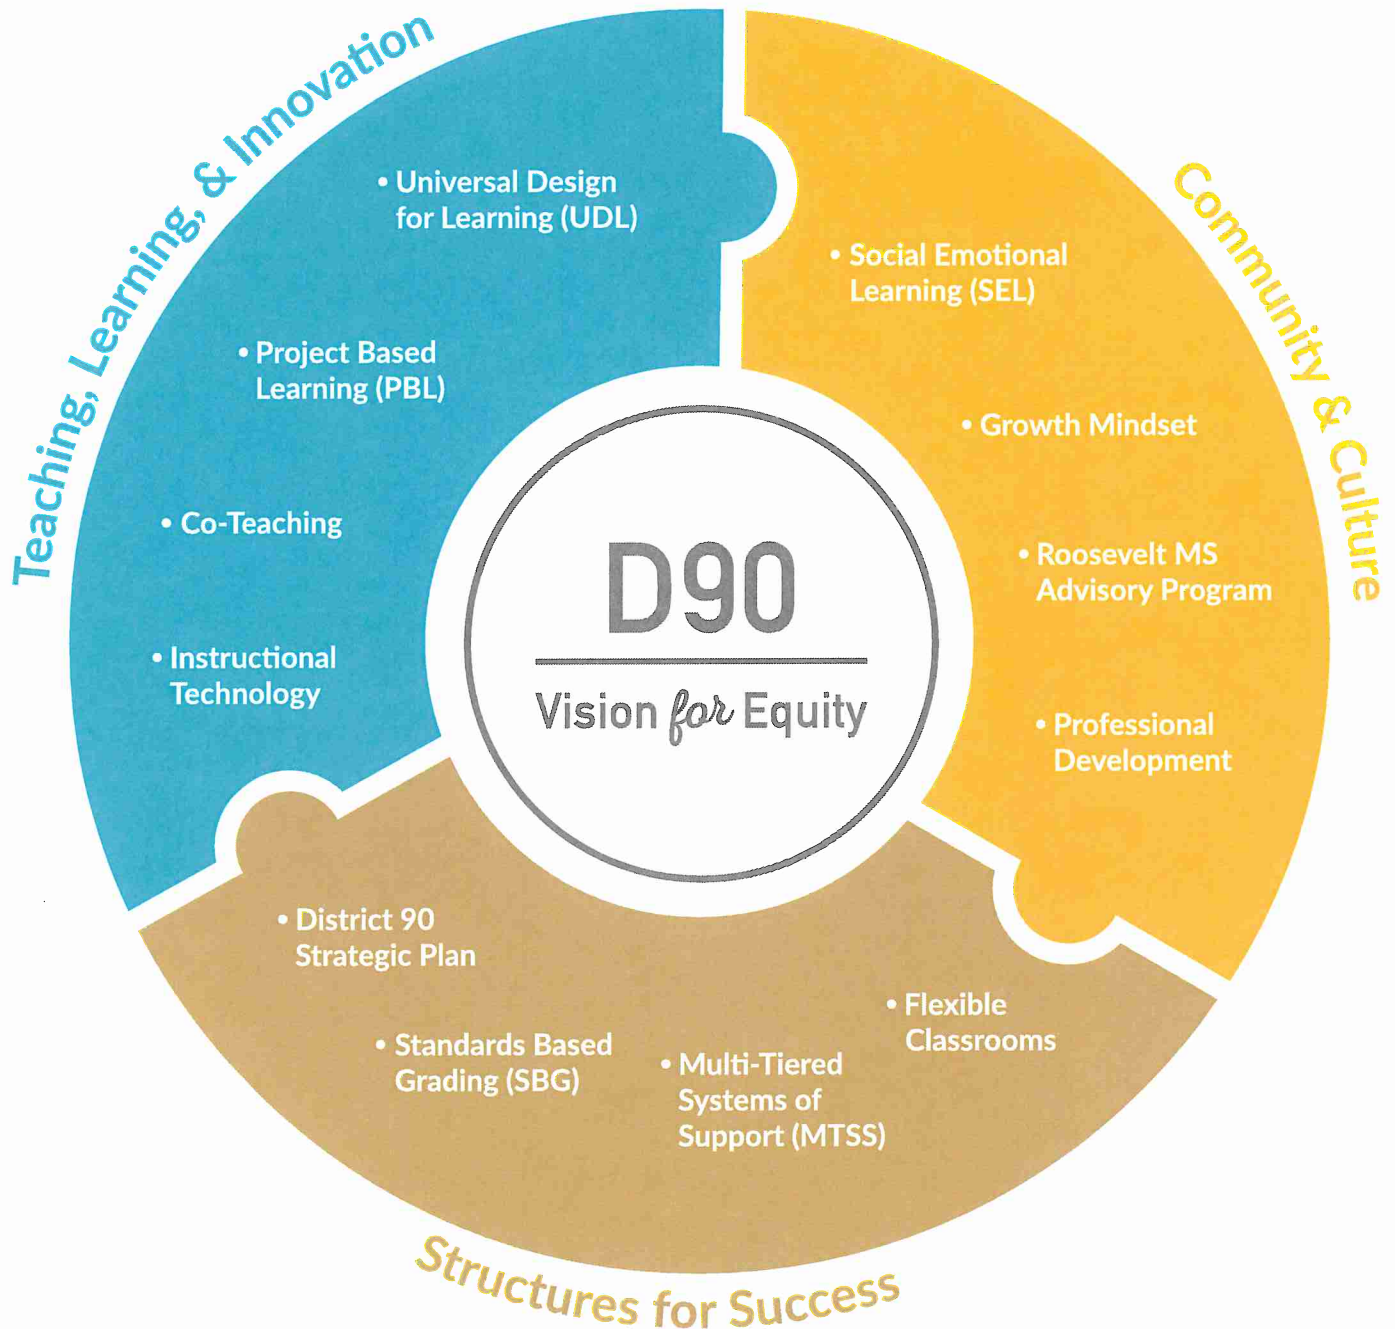 Teaching, Learning, & Innovation
• Universal Design
for Learning (UDL)
• Project Based
Learning (PBL)
• Co-Teaching
• Instructional
Technology
Community & Culture
• Social Emotional
Learning (SEL)
• Growth Mindset
• Roosevelt MS
Advisory Program
• Professional
Development
D90
Vision for Equity
• District 90
Strategic Plan
• Standards Based
Grading (SBG)
• Multi-Tiered
Systems of
Support (MTSS)
• Flexible
Classrooms
Structures for Success